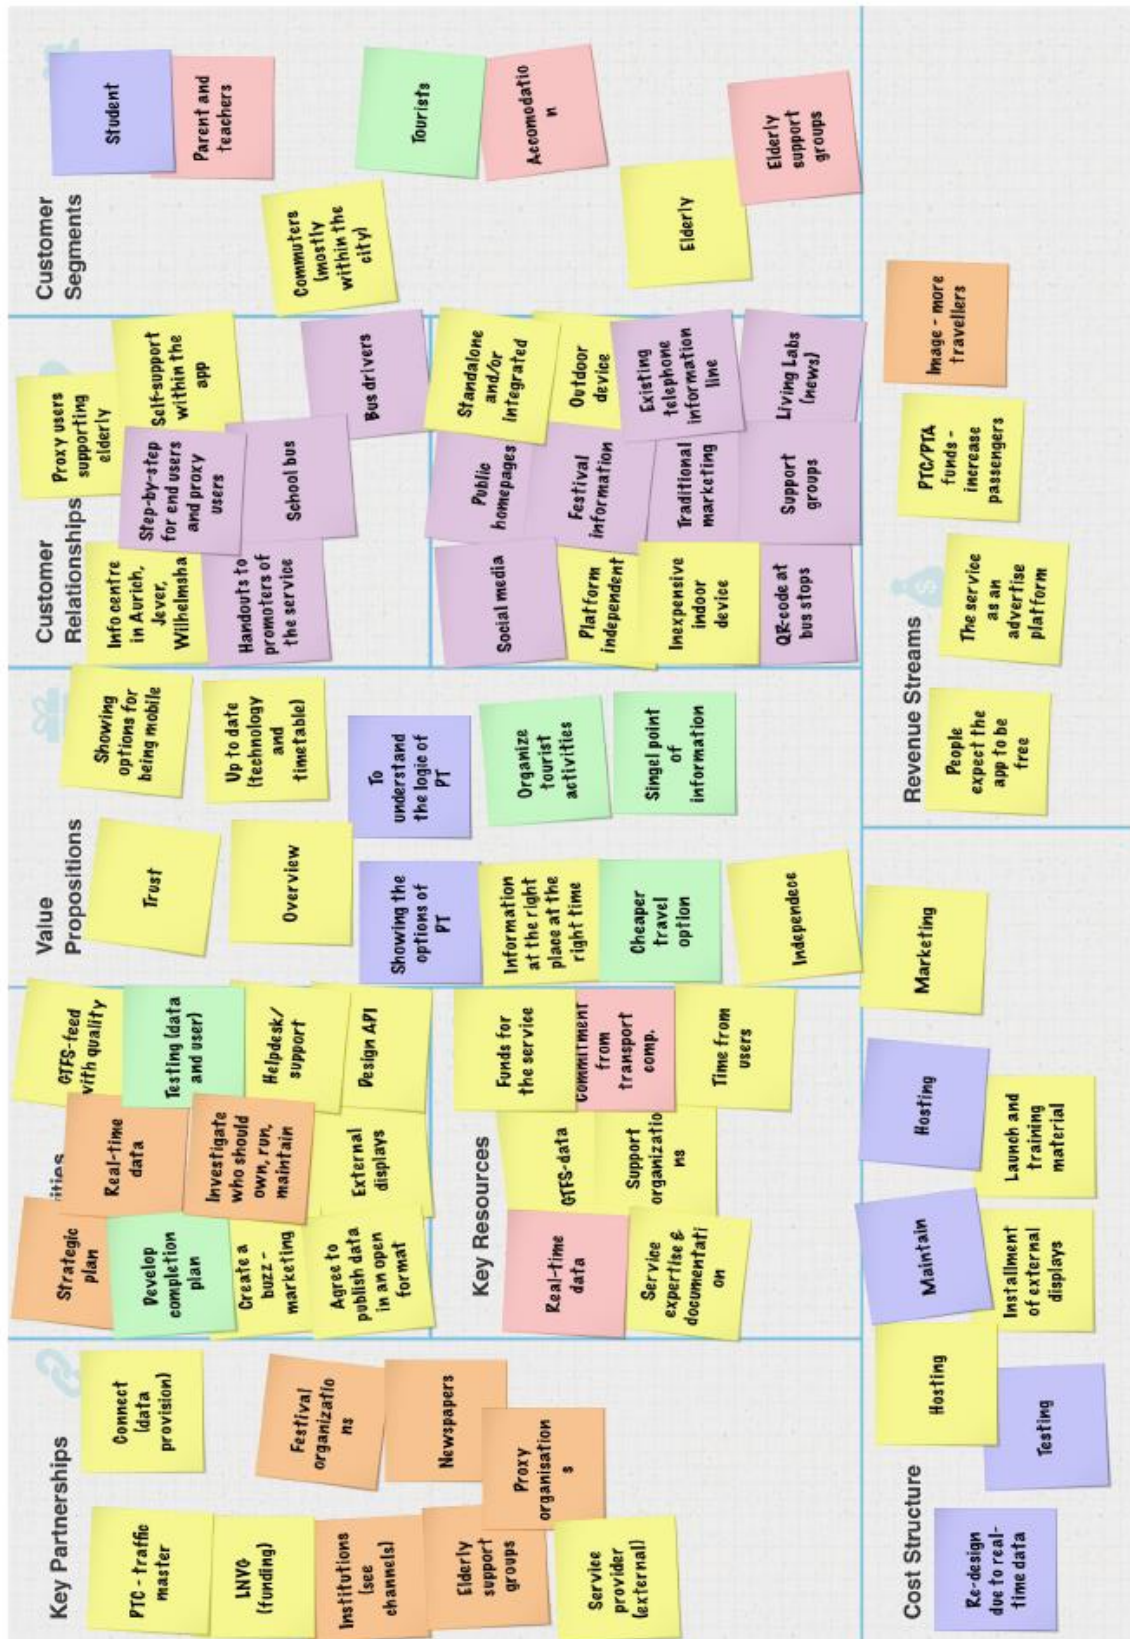 Key Partnerships
PTC - traffic
master
Connect
(data
provision)
LNVG
(funding)
Institutions
(see
channels)
Festival
organizatio
ns
Elderly
support
groups
Newspapers
Proxy
organisation
s
Service
provider
(external)
ities
Strategic
plan
Real-time
data
GTFS-feed
with quality
Develop
completion
plan
Testing (data
and user)
Investigate
who should
own, run,
maintain
Create a
buzz -
marketing
Helpdesk/
support
Agree to
publish data
in an open
format
External
displays
Design API
Key Resources
Real-time
data
GTFS-data
Funds for
the service
Commitment
from
transport
comp.
Service
expertise &
documentati
on
Support
organizatio
ns
Time from
users
Value
Propositions
Trust
Showing
options for
being mobile
Overview
Up to date
(technology
and
timetable)
Showing the
options of
PT
To
understand
the logic of
PT
Information
at the right
place at the
right time
Organize
tourist
activities
Cheaper
travel
option
Singel point
of
information
Independece
Customer
Relationships
Info centre
in Aurich,
Jever,
Wilhelmsha
Step-by-step
for end users
and proxy
users
Proxy users
supporting
elderly
Self-support
within the
app
Handouts to
promoters of
the service
School bus
Bus drivers
Social media
Public
homepages
Standalone
and/or
Integrated
Platform
independent
Festival
information
Outdoor
device
Inexpensive
indoor
device
Traditional
marketing
Existing
telephone
information
line
QR-code at
bus stops
Support
groups
Living Labs
(news)
Customer
Segments
Student
Parent and
teachers
Commuters
(mostly
within the
city)
Tourists
Accomodatio
n
Elderly
Elderly
support
groups
Cost Structure
Re-design
due to real-
time data
Testing
Hosting
Maintain
Installment
of external
displays
Hosting
Launch and
training
material
Marketing
Revenue Streams
People
expect the
app to be
free
The service
as an
advertise
platform
PTC/PTA
funds -
increase
passengers
Image - more
travellers